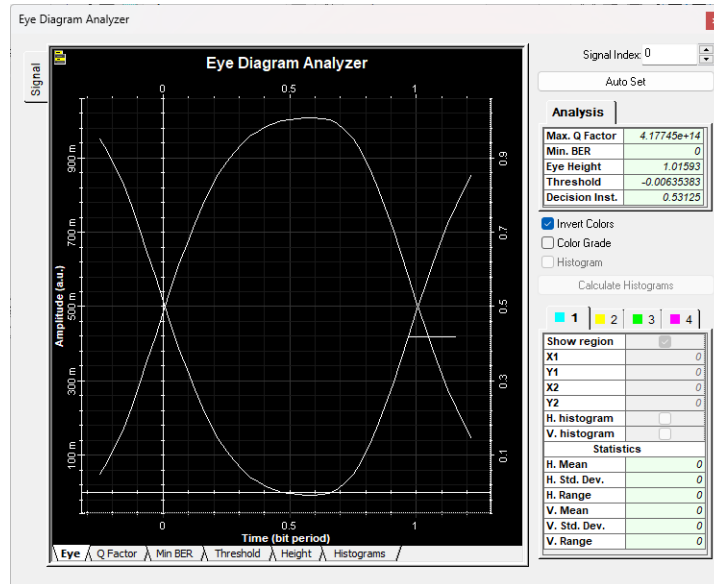 Eye Diagram Analyzer
Signal Index: 0
Signal
Eye Diagram Analyzer
Auto Set
0 0.5 1
Analysis
Max. Q Factor 4.17745e+14
Min. BER 0
Eye Height 1.01593
Threshold -0.00635383
Decision Inst. 0.53125
Invert Colors
Color Grade
Histogram
Calculate Histograms
Amplitude (a.u.)
900 m
700 m
500 m
300 m
100 m
0.9
0.7
0.5
0.3
0.1
1 2 3 4
Show region
X1 0
Y1 0
X2 0
Y2 0
H. histogram
V. histogram
Statistics
H. Mean 0
H. Std. Dev. 0
H. Range 0
V. Mean 0
V. Std. Dev. 0
V. Range 0
0 0.5 1
Time (bit period)
Eye Q Factor Min BER Threshold Height Histograms